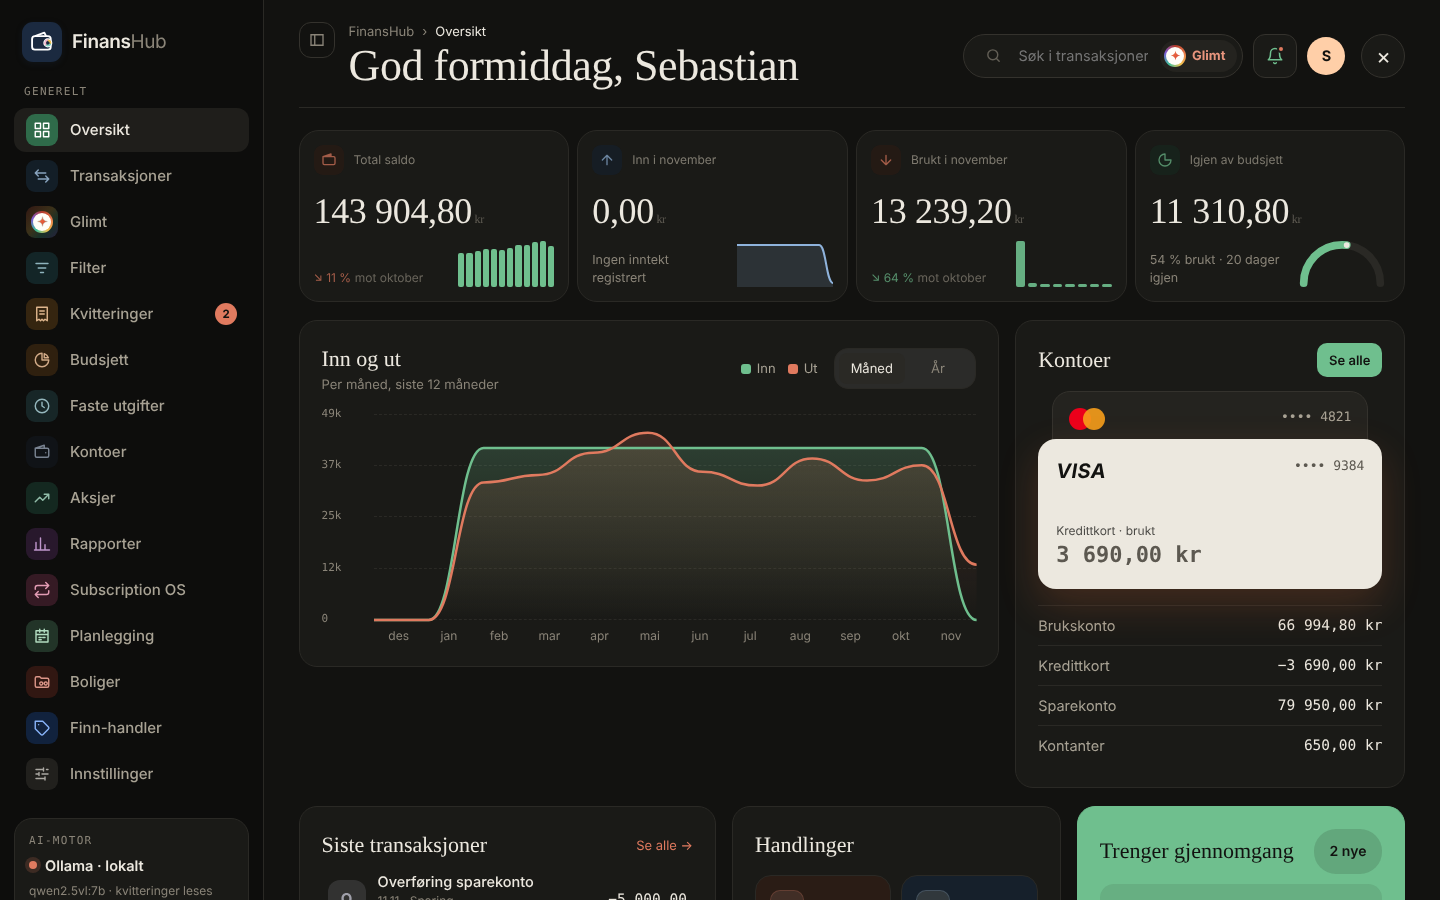 FinansHub
GENERELT
Oversikt
Transaksjoner
Glimt
Filter
Kvitteringer 2
Budsjett
Faste utgifter
Kontoer
Aksjer
Rapporter
Subscription OS
Planlegging
Boliger
Finn-handler
Innstillinger
AI-MOTOR
Ollama · lokalt
qwen2.5vl:7b · kvitteringer leses
FinansHub › Oversikt
God formiddag, Sebastian
Søk i transaksjoner Glimt
S
Total saldo
143 904,80 kr
↘ 11 % mot oktober
Inn i november
0,00 kr
Ingen inntekt
registrert
Brukt i november
13 239,20 kr
↘ 64 % mot oktober
Igjen av budsjett
11 310,80 kr
54 % brukt · 20 dager
igjen
Inn og ut
Per måned, siste 12 måneder
Inn Ut
Måned År
49k
37k
25k
12k
0
des jan feb mar apr mai jun jul aug sep okt nov
Kontoer
Se alle
•••• 4821
VISA •••• 9384
Kredittkort · brukt
3 690,00 kr
Brukskonto 66 994,80 kr
Kredittkort −3 690,00 kr
Sparekonto 79 950,00 kr
Kontanter 650,00 kr
Siste transaksjoner
Se alle →
Overføring sparekonto
11.11 · Sparing
−5 000,00
Handlinger
Trenger gjennomgang
2 nye